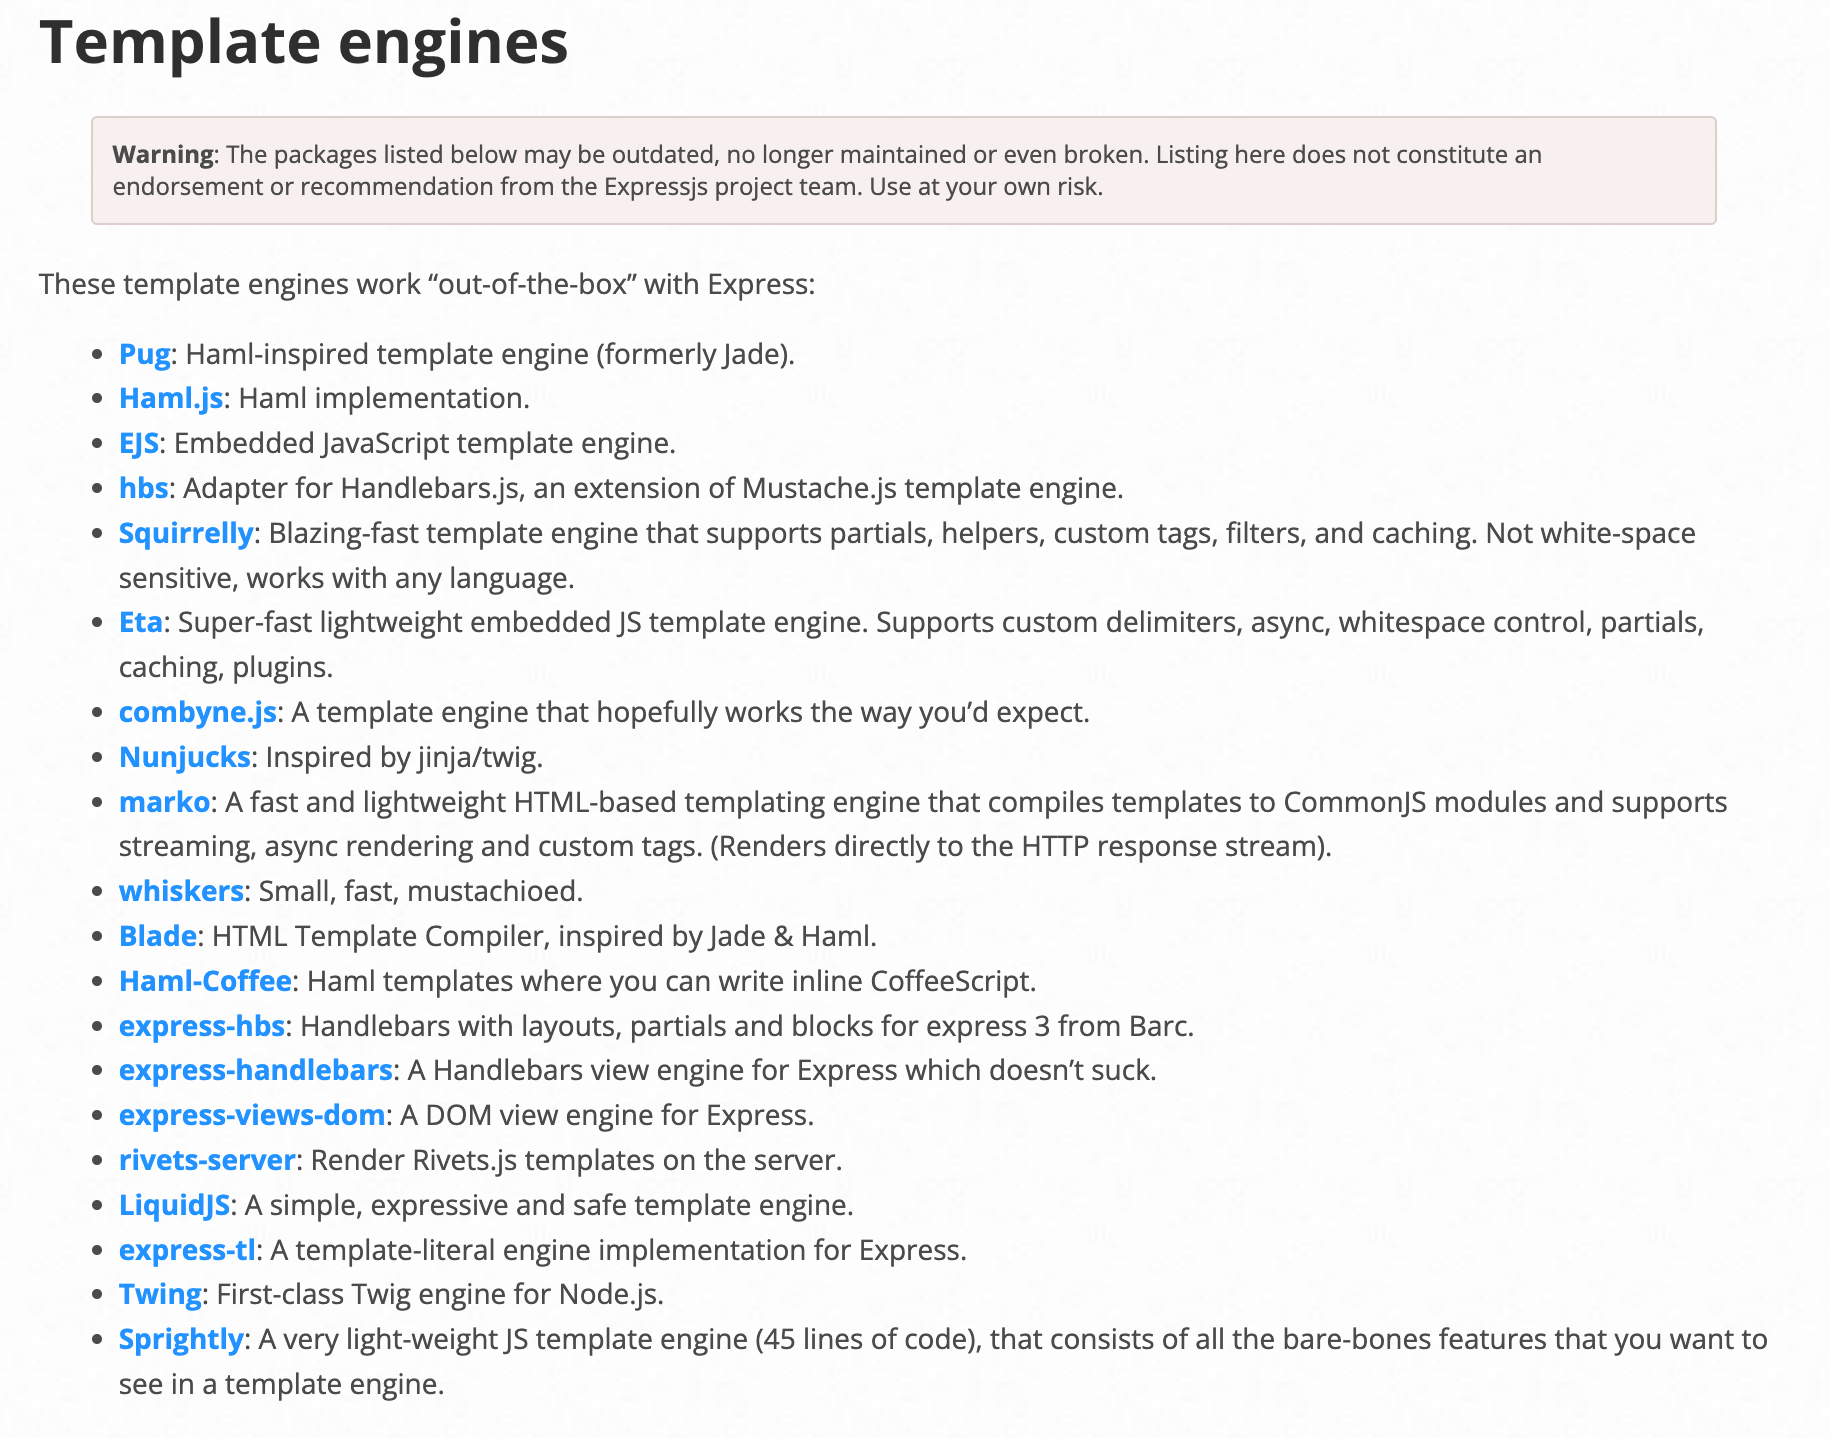 Template engines
Warning: The packages listed below may be outdated, no longer maintained or even broken. Listing here does not constitute an
endorsement or recommendation from the Expressjs project team. Use at your own risk.
These template engines work “out-of-the-box” with Express:
• Pug: Haml-inspired template engine (formerly Jade).
• Haml.js: Haml implementation.
• EJS: Embedded JavaScript template engine.
• hbs: Adapter for Handlebars.js, an extension of Mustache.js template engine.
• Squirrelly: Blazing-fast template engine that supports partials, helpers, custom tags, filters, and caching. Not white-space
sensitive, works with any language.
• Eta: Super-fast lightweight embedded JS template engine. Supports custom delimiters, async, whitespace control, partials,
caching, plugins.
• combyne.js: A template engine that hopefully works the way you’d expect.
• Nunjucks: Inspired by jinja/twig.
• marko: A fast and lightweight HTML-based templating engine that compiles templates to CommonJS modules and supports
streaming, async rendering and custom tags. (Renders directly to the HTTP response stream).
• whiskers: Small, fast, mustachioed.
• Blade: HTML Template Compiler, inspired by Jade & Haml.
• Haml-Coffee: Haml templates where you can write inline CoffeeScript.
• express-hbs: Handlebars with layouts, partials and blocks for express 3 from Barc.
• express-handlebars: A Handlebars view engine for Express which doesn’t suck.
• express-views-dom: A DOM view engine for Express.
• rivets-server: Render Rivets.js templates on the server.
• LiquidJS: A simple, expressive and safe template engine.
• express-tl: A template-literal engine implementation for Express.
• Twing: First-class Twig engine for Node.js.
• Sprightly: A very light-weight JS template engine (45 lines of code), that consists of all the bare-bones features that you want to
see in a template engine.